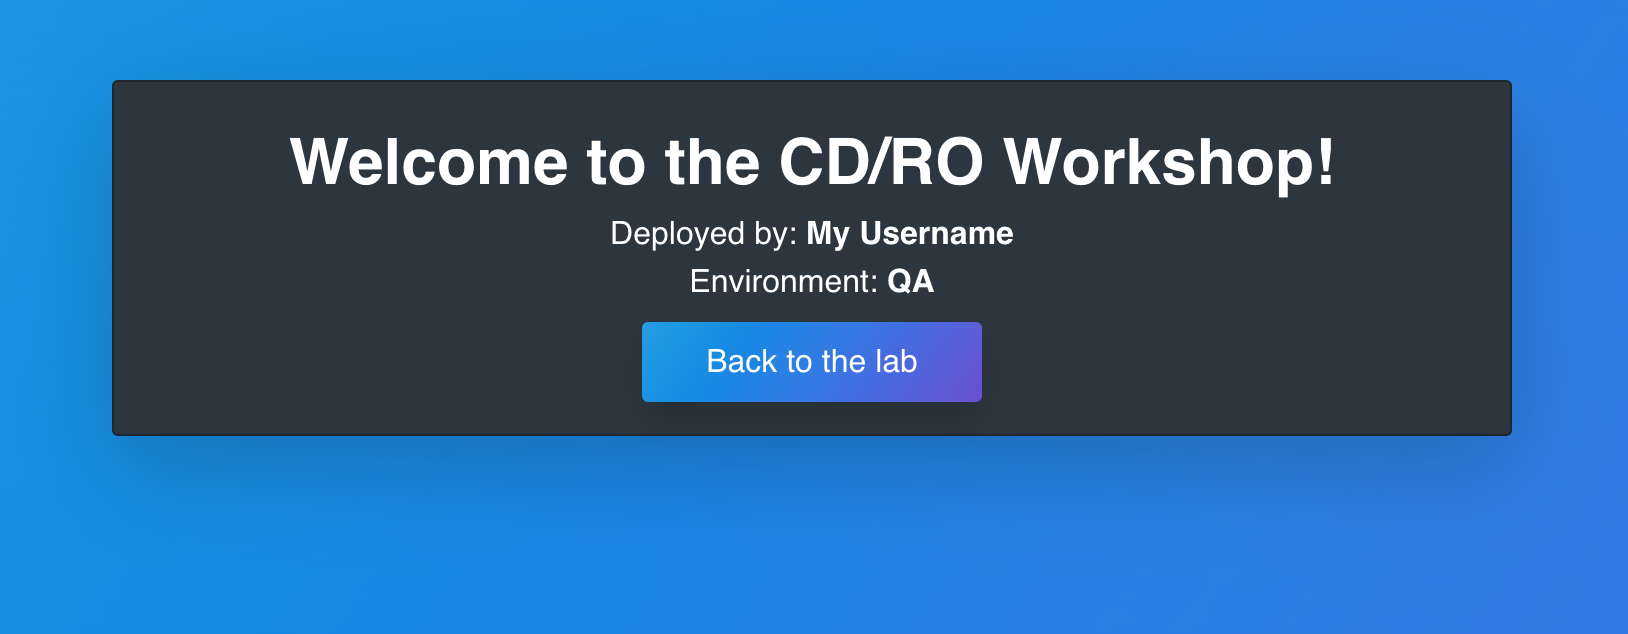 Welcome to the CD/RO Workshop!
Deployed by: My Username
Environment: QA
Back to the lab